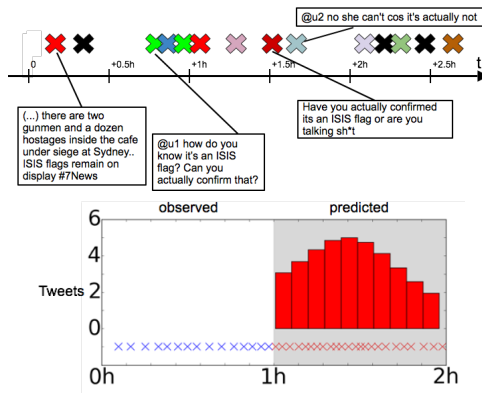 @u2 no she can't cos it's actually not
t
0
+0.5h
+1h
+1.5h
+2h
+2.5h
(...) there are two
gunmen and a dozen
hostages inside the cafe
under siege at Sydney..
ISIS flags remain on
display #7News
@u1 how do you
know it's an ISIS
flag? Can you
actually confirm that?
Have you actually confirmed
its an ISIS flag or are you
talking sh*t
observed
predicted
6
4
Tweets
2
0
0h
1h
2h